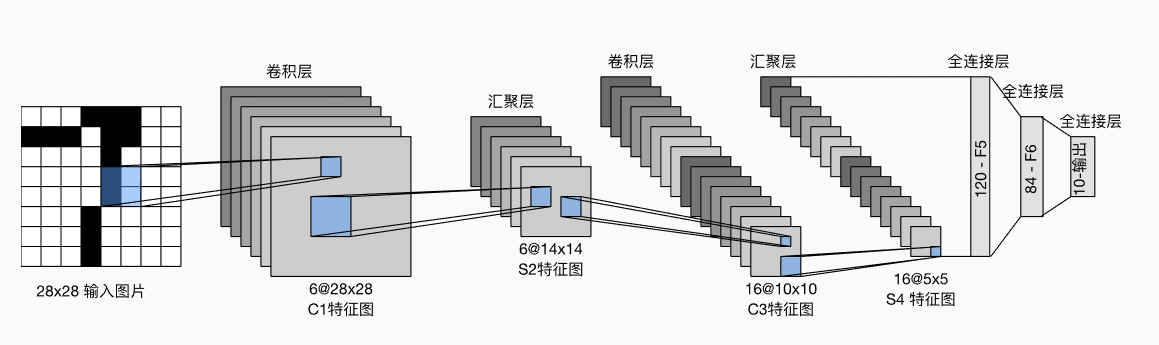 卷积层
汇聚层
卷积层
汇聚层
全连接层
全连接层
全连接层
120 - F5
84 - F6
10-输出
28x28 输入图片
6@28x28
C1特征图
6@14x14
S2特征图
16@10x10
C3特征图
16@5x5
S4 特征图